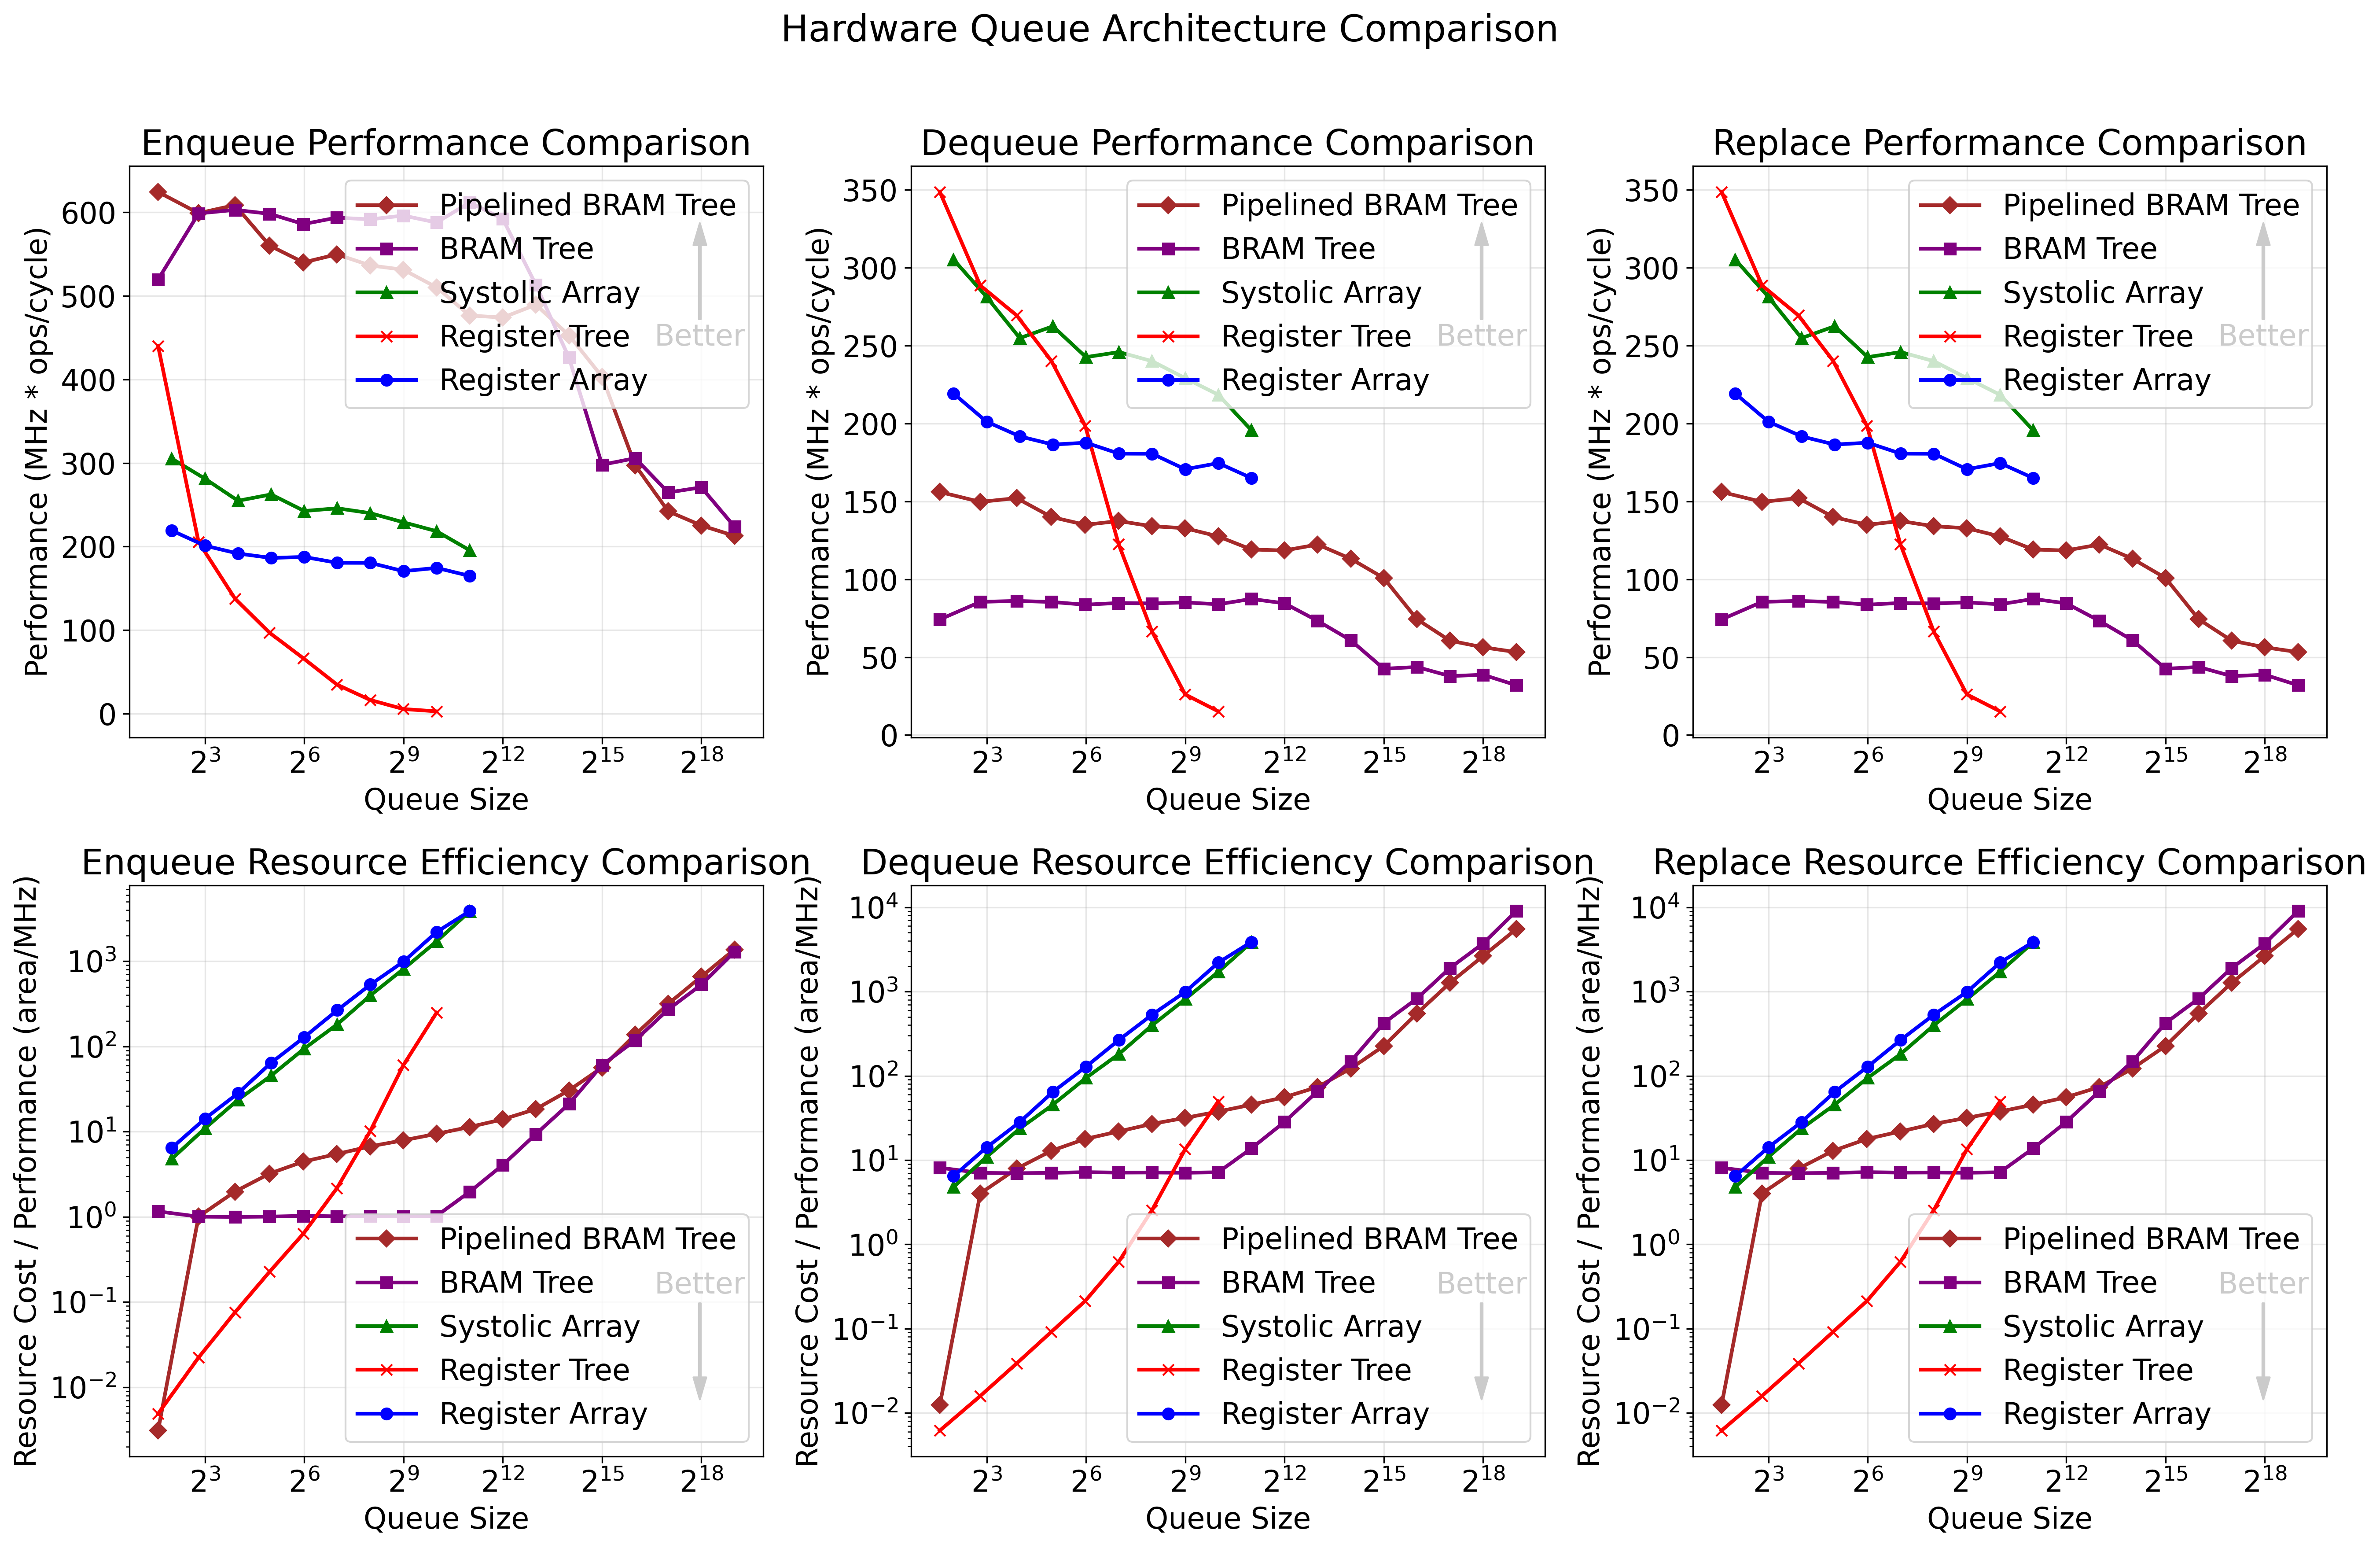 Hardware Queue Architecture Comparison
Enqueue Performance Comparison
Performance (MHz * ops/cycle)
600
500
400
300
200
100
0
Pipelined BRAM Tree
BRAM Tree
Systolic Array
Register Tree
Register Array
Better
2^3 2^6 2^9 2^12 2^15 2^18
Queue Size
Dequeue Performance Comparison
Performance (MHz * ops/cycle)
350
300
250
200
150
100
50
0
Pipelined BRAM Tree
BRAM Tree
Systolic Array
Register Tree
Register Array
Better
2^3 2^6 2^9 2^12 2^15 2^18
Queue Size
Replace Performance Comparison
Performance (MHz * ops/cycle)
350
300
250
200
150
100
50
0
Pipelined BRAM Tree
BRAM Tree
Systolic Array
Register Tree
Register Array
Better
2^3 2^6 2^9 2^12 2^15 2^18
Queue Size
Enqueue Resource Efficiency Comparison
Resource Cost / Performance (area/MHz)
10^3
10^2
10^1
10^0
10^−1
10^−2
Pipelined BRAM Tree
BRAM Tree
Systolic Array
Register Tree
Register Array
Better
2^3 2^6 2^9 2^12 2^15 2^18
Queue Size
Dequeue Resource Efficiency Comparison
Resource Cost / Performance (area/MHz)
10^4
10^3
10^2
10^1
10^0
10^−1
10^−2
Pipelined BRAM Tree
BRAM Tree
Systolic Array
Register Tree
Register Array
Better
2^3 2^6 2^9 2^12 2^15 2^18
Queue Size
Replace Resource Efficiency Comparison
Resource Cost / Performance (area/MHz)
10^4
10^3
10^2
10^1
10^0
10^−1
10^−2
Pipelined BRAM Tree
BRAM Tree
Systolic Array
Register Tree
Register Array
Better
2^3 2^6 2^9 2^12 2^15 2^18
Queue Size